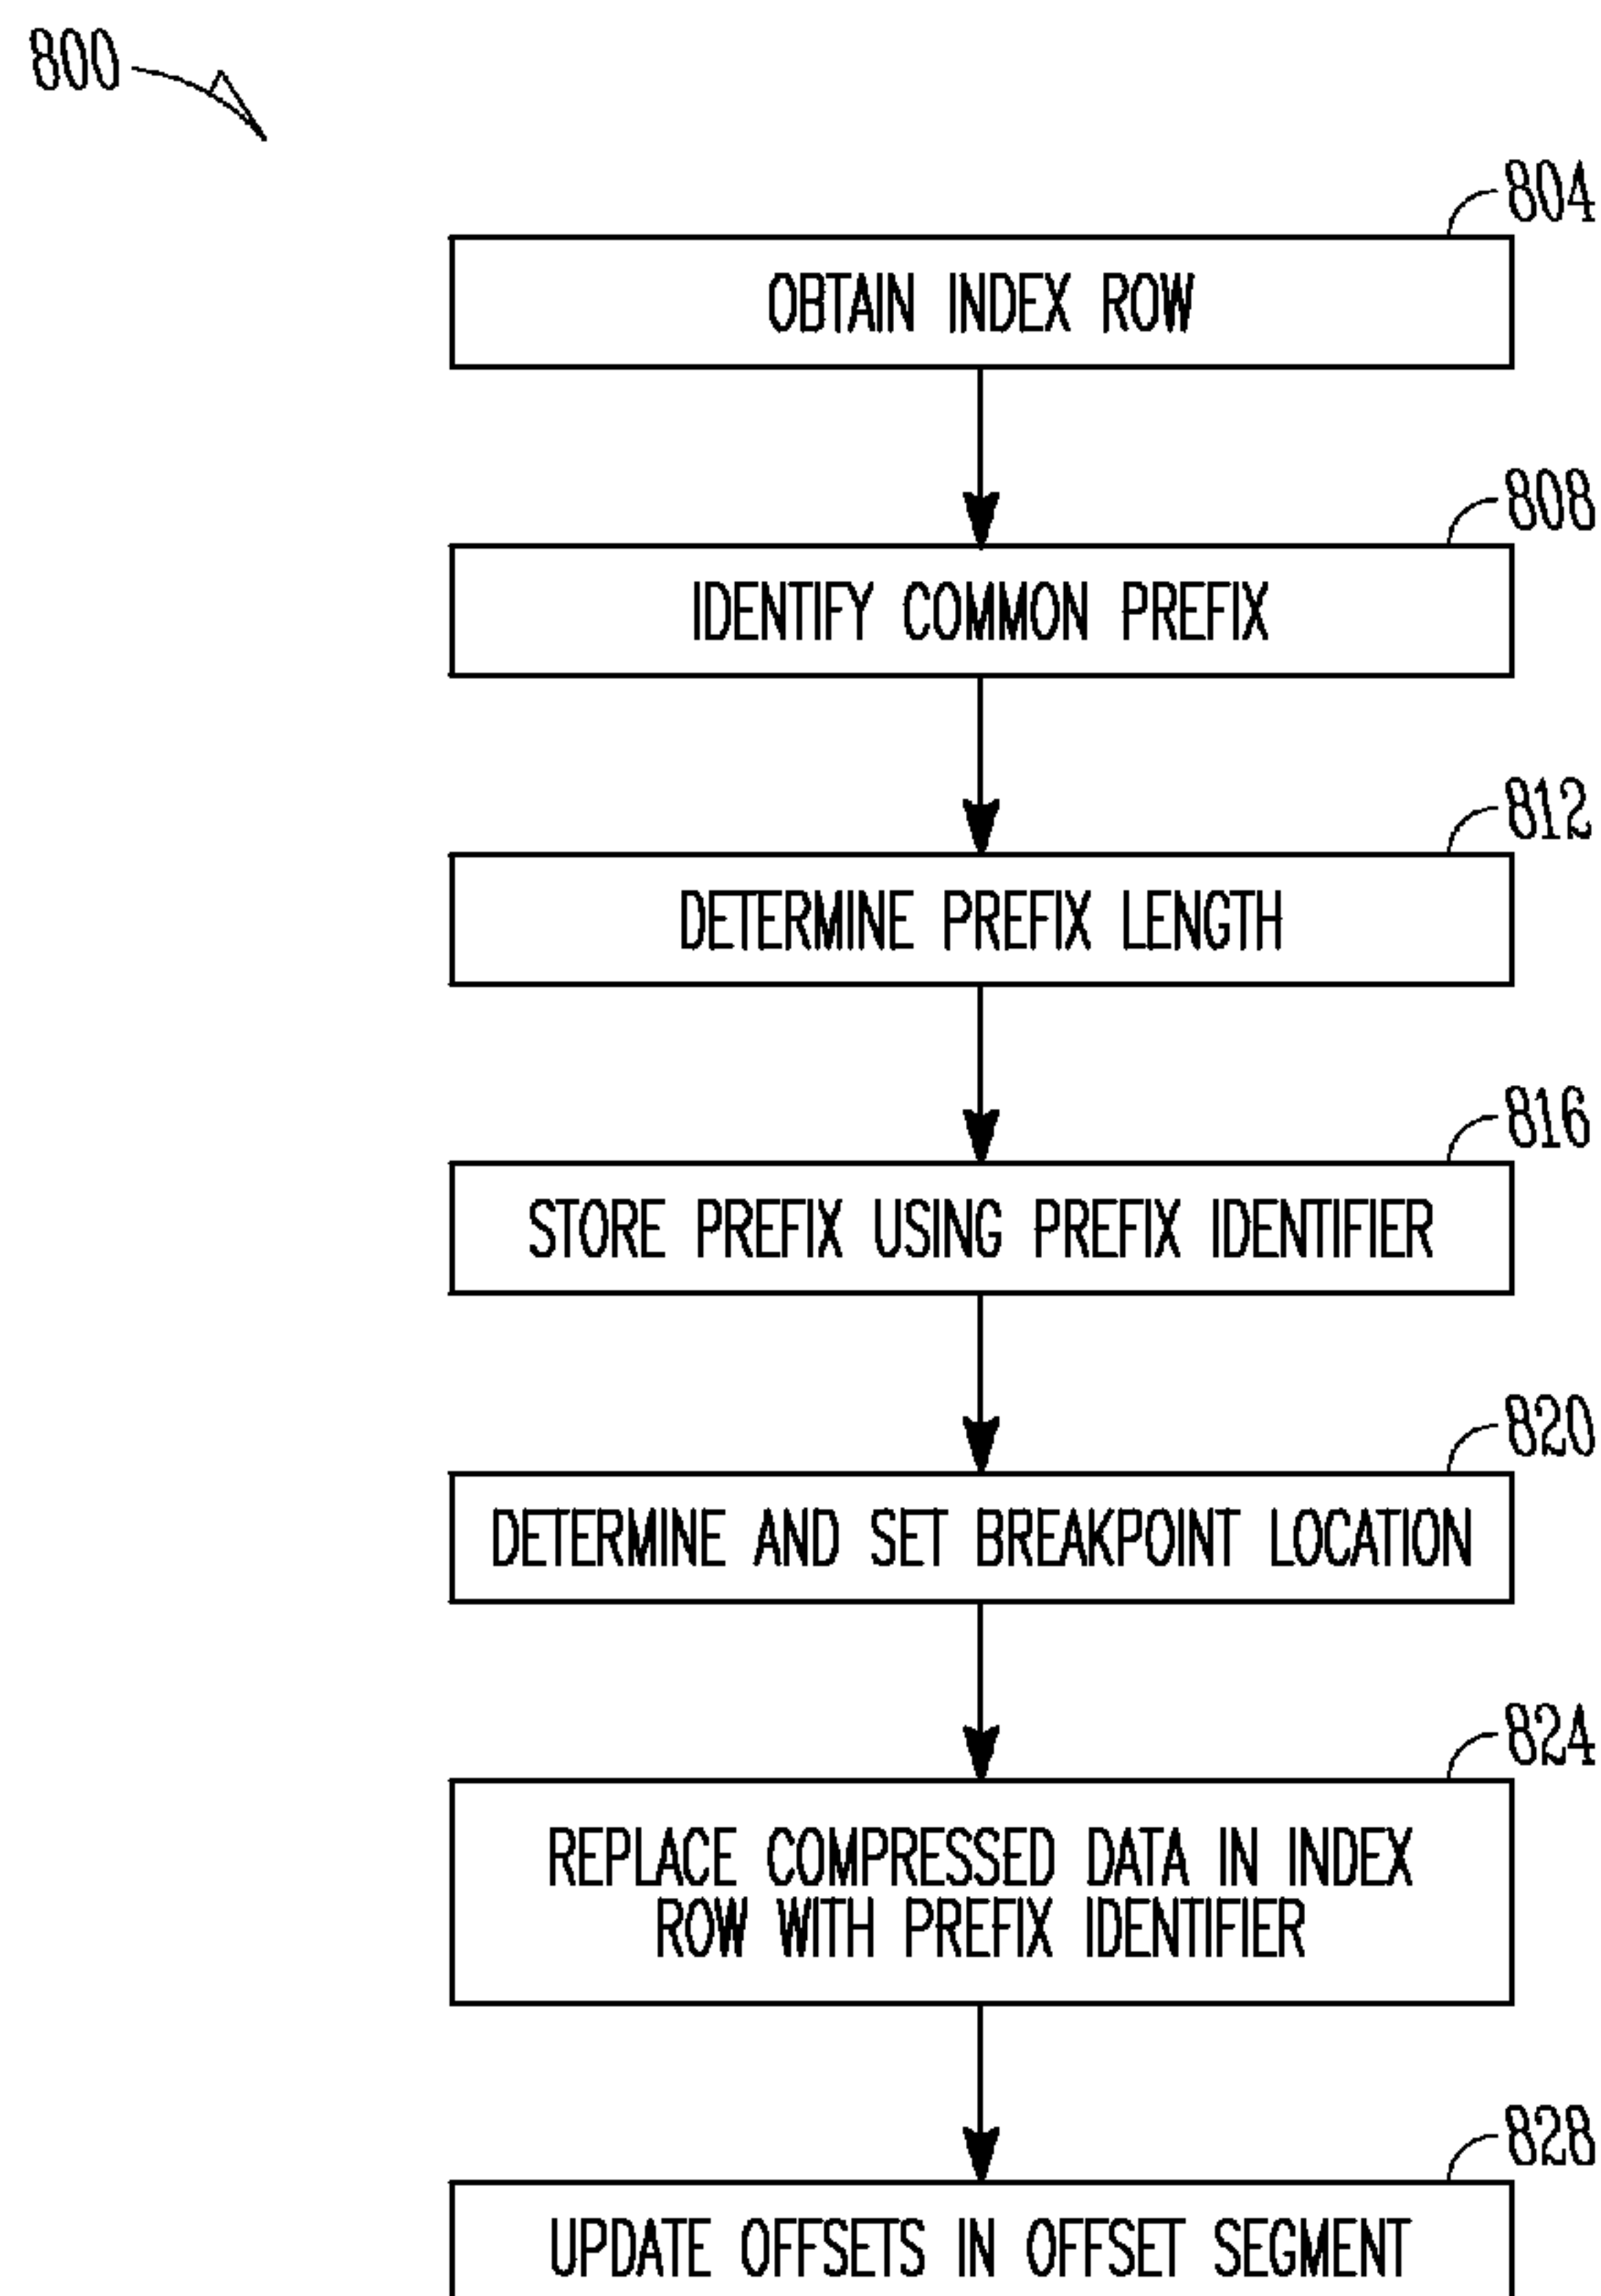 800
804
OBTAIN INDEX ROW
808
IDENTIFY COMMON PREFIX
812
DETERMINE PREFIX LENGTH
816
STORE PREFIX USING PREFIX IDENTIFIER
820
DETERMINE AND SET BREAKPOINT LOCATION
824
REPLACE COMPRESSED DATA IN INDEX
ROW WITH PREFIX IDENTIFIER
828
UPDATE OFFSETS IN OFFSET SEGMENT